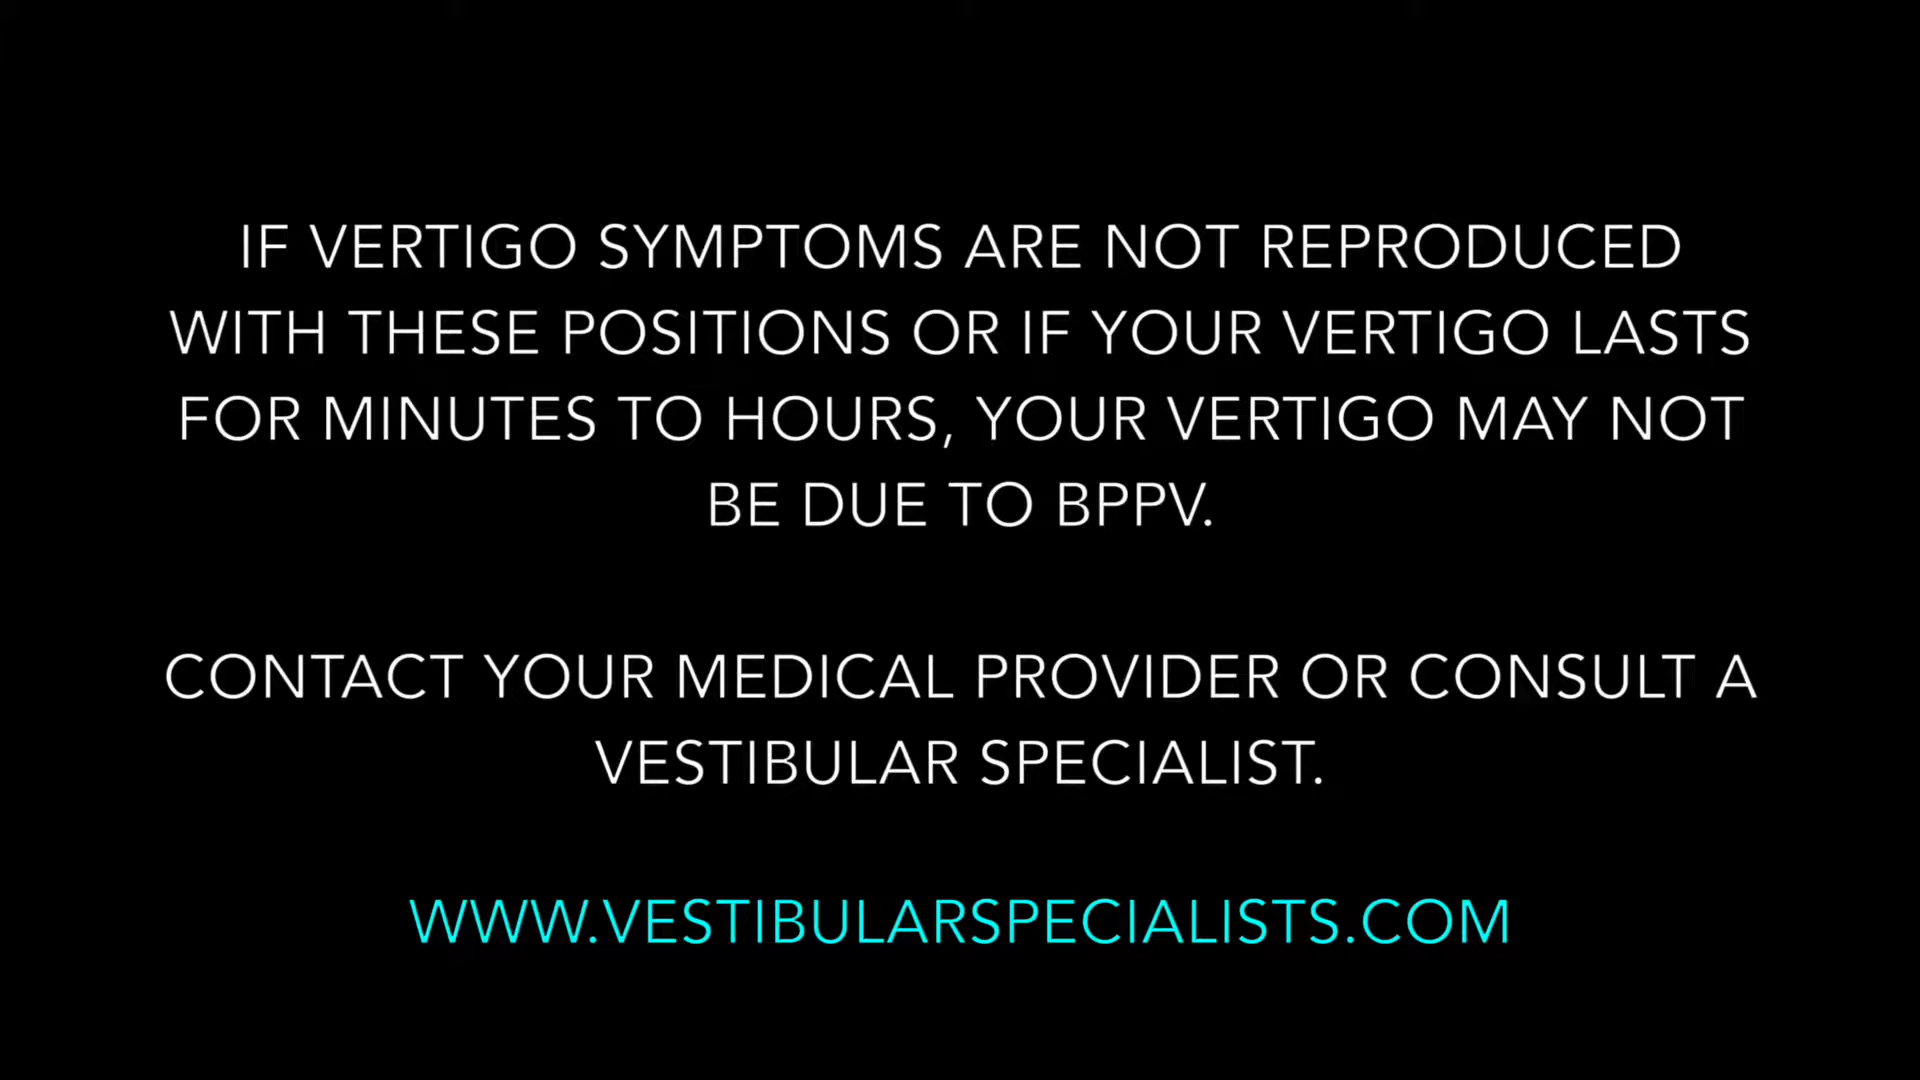 IF VERTIGO SYMPTOMS ARE NOT REPRODUCED
WITH THESE POSITIONS OR IF YOUR VERTIGO LASTS
FOR MINUTES TO HOURS, YOUR VERTIGO MAY NOT
BE DUE TO BPPV.
CONTACT YOUR MEDICAL PROVIDER OR CONSULT A
VESTIBULAR SPECIALIST.
WWW.VESTIBULARSPECIALISTS.COM